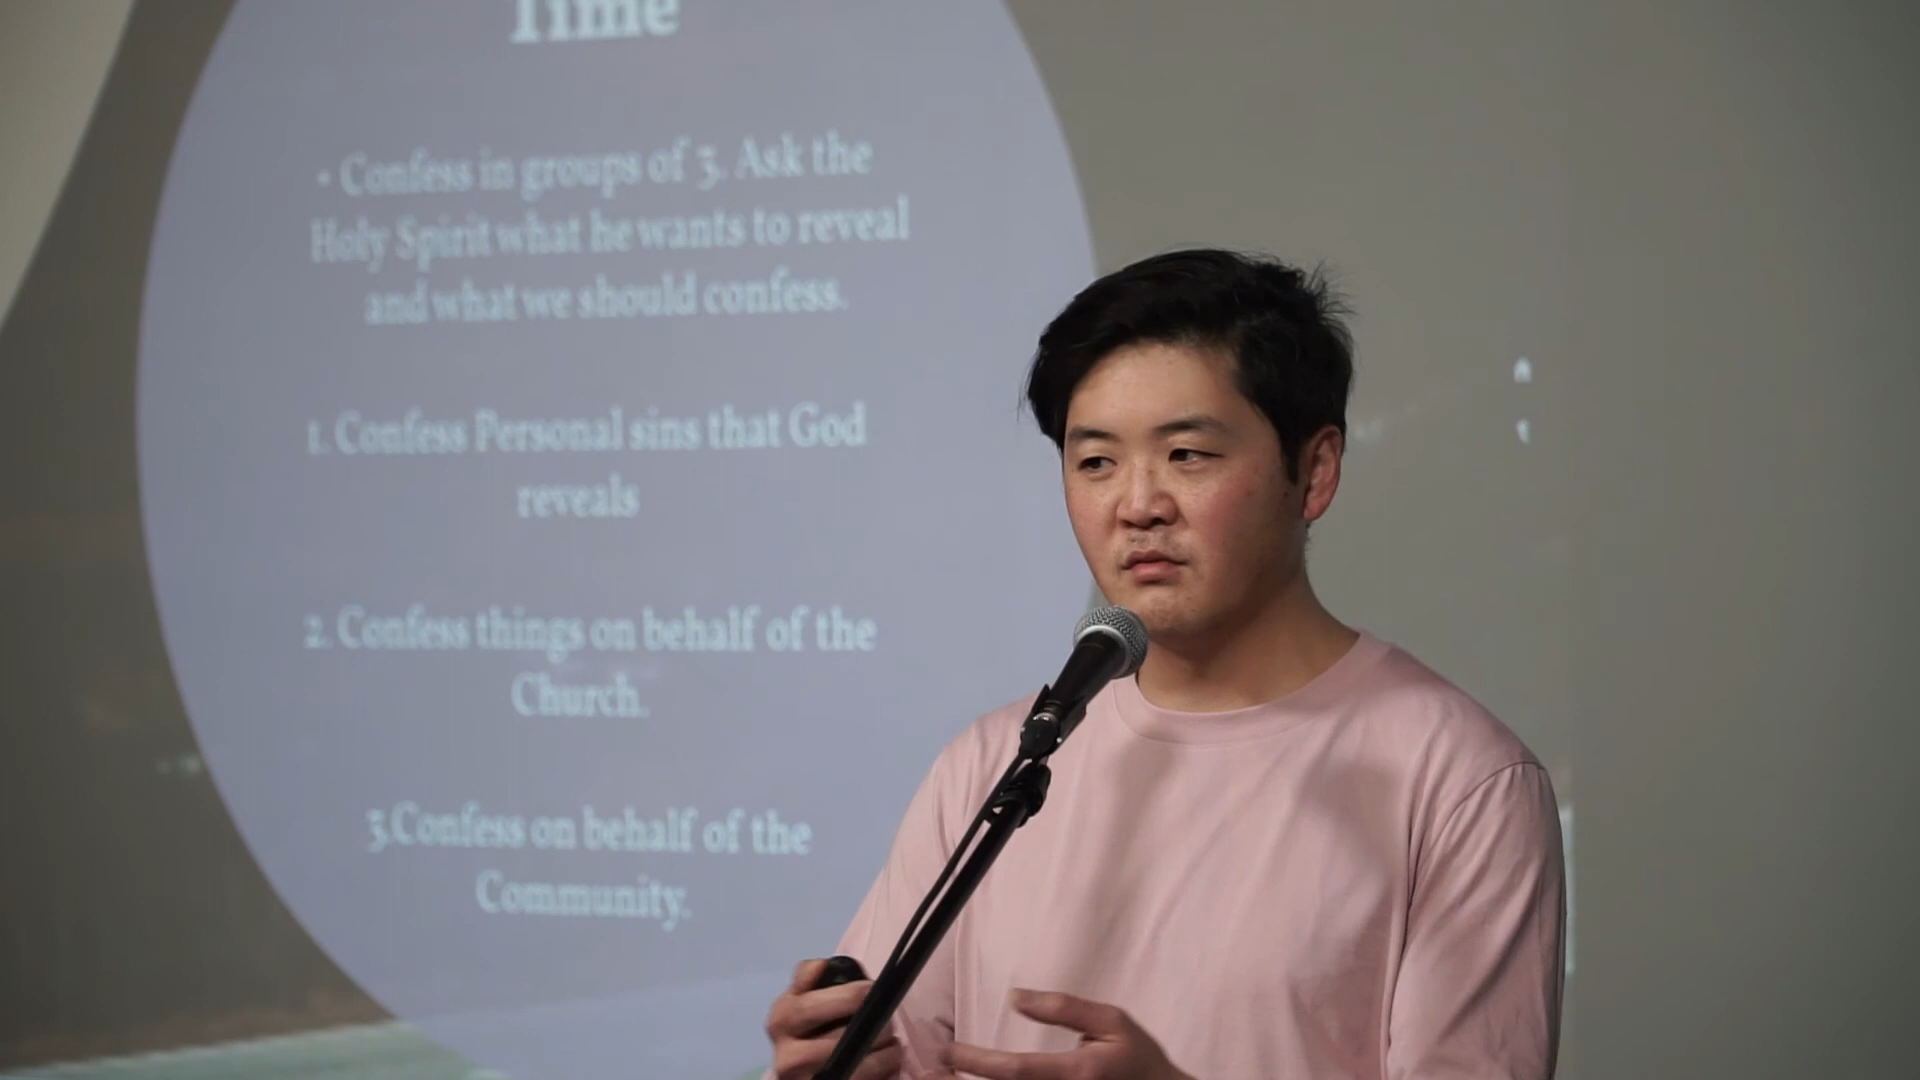 Time
• Confess in groups of 3. Ask the
Holy Spirit what he wants to reveal
and what we should confess.
1. Confess Personal sins that God
reveals
2. Confess things on behalf of the
Church.
3.Confess on behalf of the
Community.